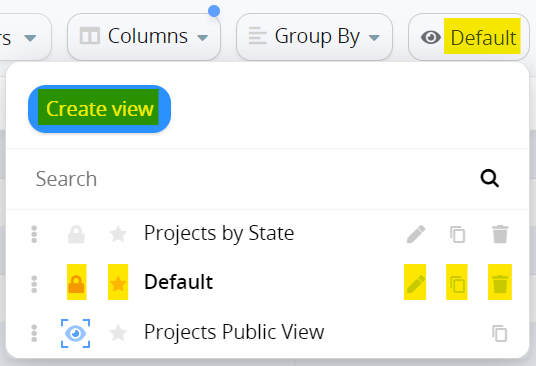 rs Columns Group By Default
Create view
Search
Projects by State
Default
Projects Public View